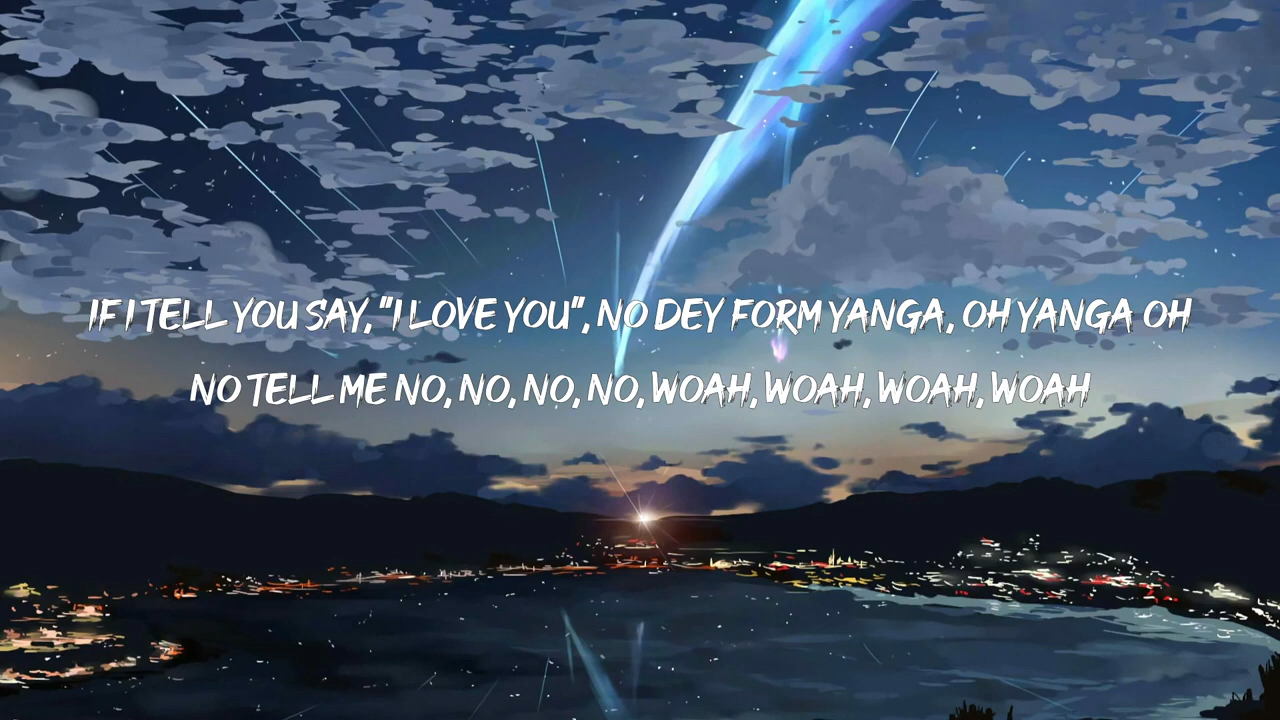 IF I TELL YOU SAY, "I LOVE YOU", NO DEY FORM YANGA, OH YANGA OH
NO TELL ME NO, NO, NO, NO, WOAH, WOAH, WOAH, WOAH